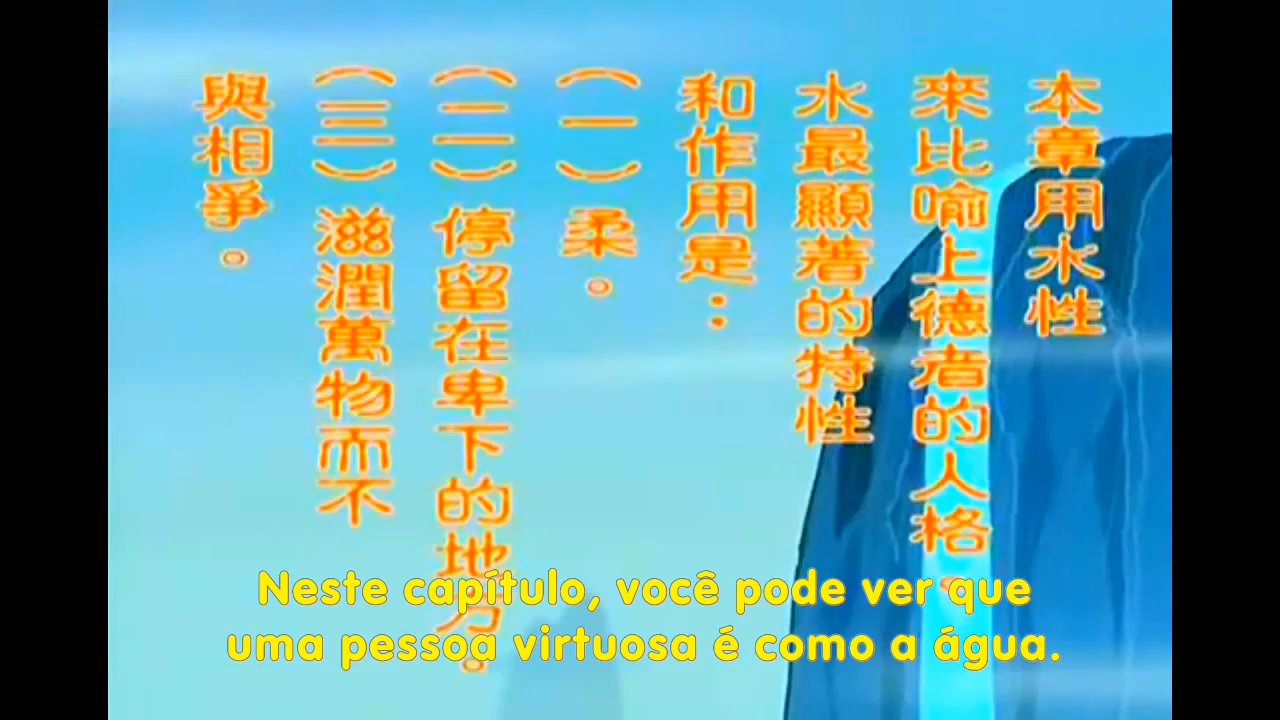 本章用水性
來比喻上德者的人格。
水最顯著的特性
和作用是：
（一）柔。
（二）停留在卑下的地方。
（三）滋潤萬物而不
與相爭。
Neste capítulo, você pode ver que
uma pessoa virtuosa é como a água.